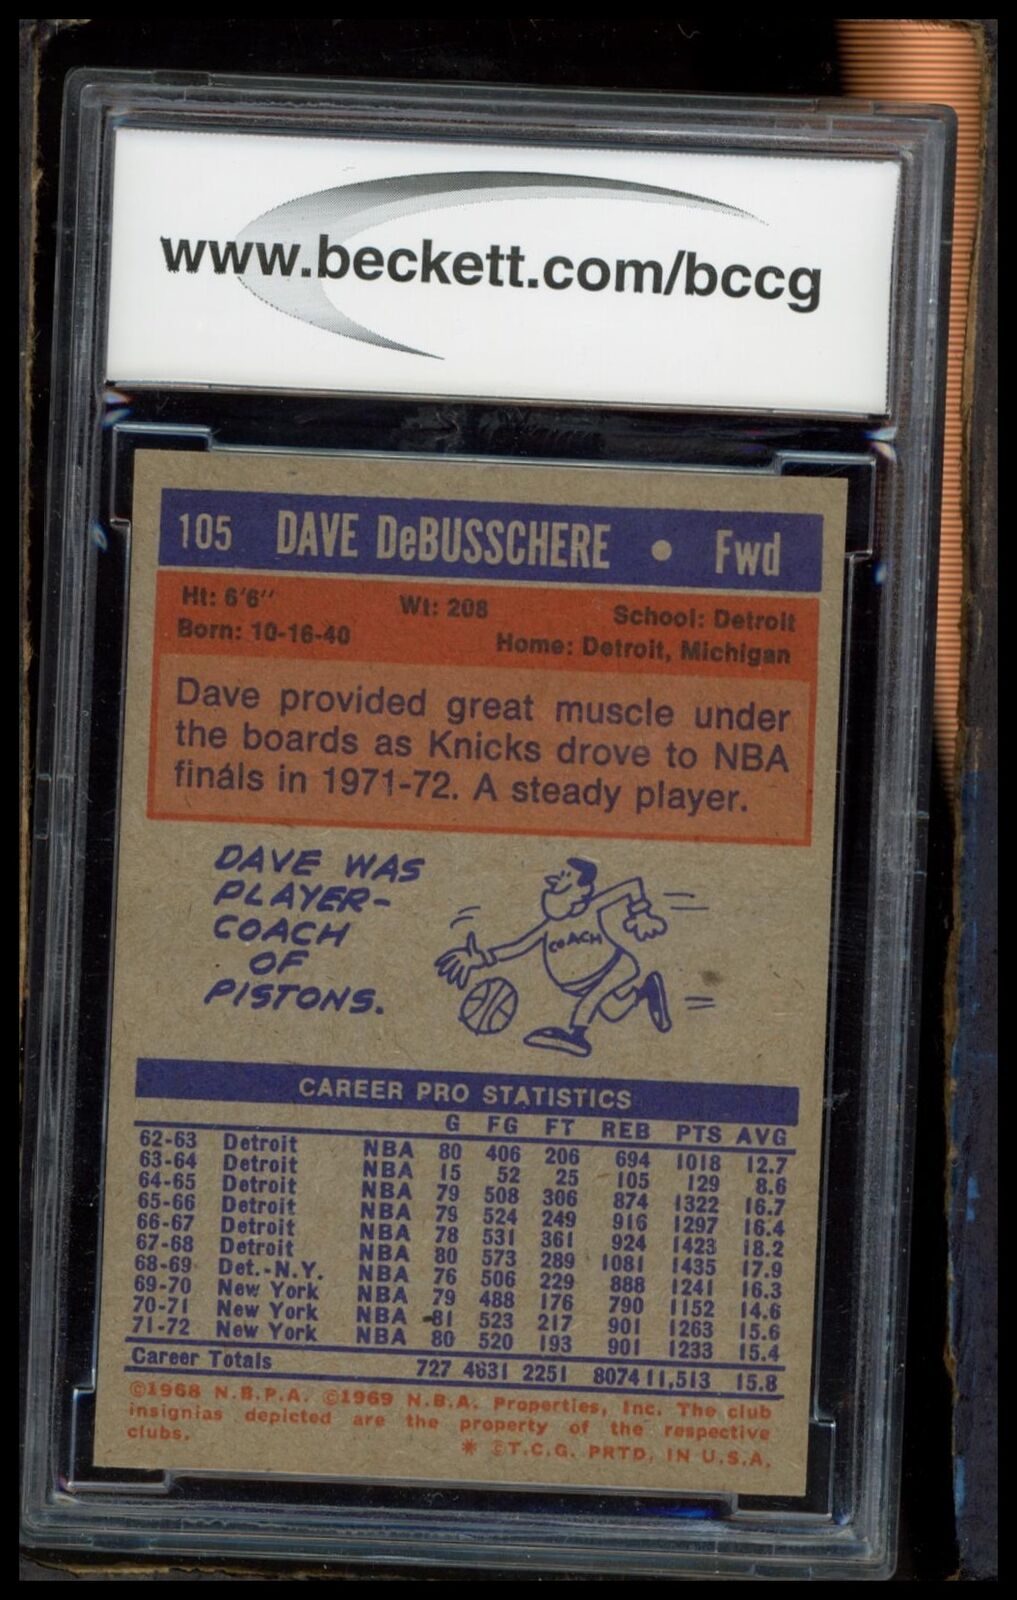 www.beckett.com/bccg
105 DAVE DeBUSSCHERE • Fwd
Ht: 6'6" Wt: 208 School: Detroit
Born: 10-16-40 Home: Detroit, Michigan
Dave provided great muscle under
the boards as Knicks drove to NBA
finals in 1971-72. A steady player.
DAVE WAS
PLAYER-
COACH
OF
PISTONS.
COACH
CAREER PRO STATISTICS
G FG FT REB PTS AVG
62-63 Detroit NBA 80 406 206 694 1018 12.7
63-64 Detroit NBA 15 52 25 105 129 8.6
64-65 Detroit NBA 79 508 306 874 1322 16.7
65-66 Detroit NBA 79 524 249 916 1297 16.4
66-67 Detroit NBA 78 531 361 924 1423 18.2
67-68 Detroit NBA 80 573 289 1081 1435 17.9
68-69 Det.-N.Y. NBA 76 506 229 888 1241 16.3
69-70 New York NBA 79 488 176 790 1152 14.6
70-71 New York NBA 81 523 217 901 1263 15.6
71-72 New York NBA 80 520 193 901 1233 15.4
Career Totals 727 4631 2251 8074 11,513 15.8
©1968 N.B.P.A. ©1969 N.B.A. Properties, Inc. The club
insignias depicted are the property of the respective
clubs. * ©T.C.G. PRTD. IN U.S.A.